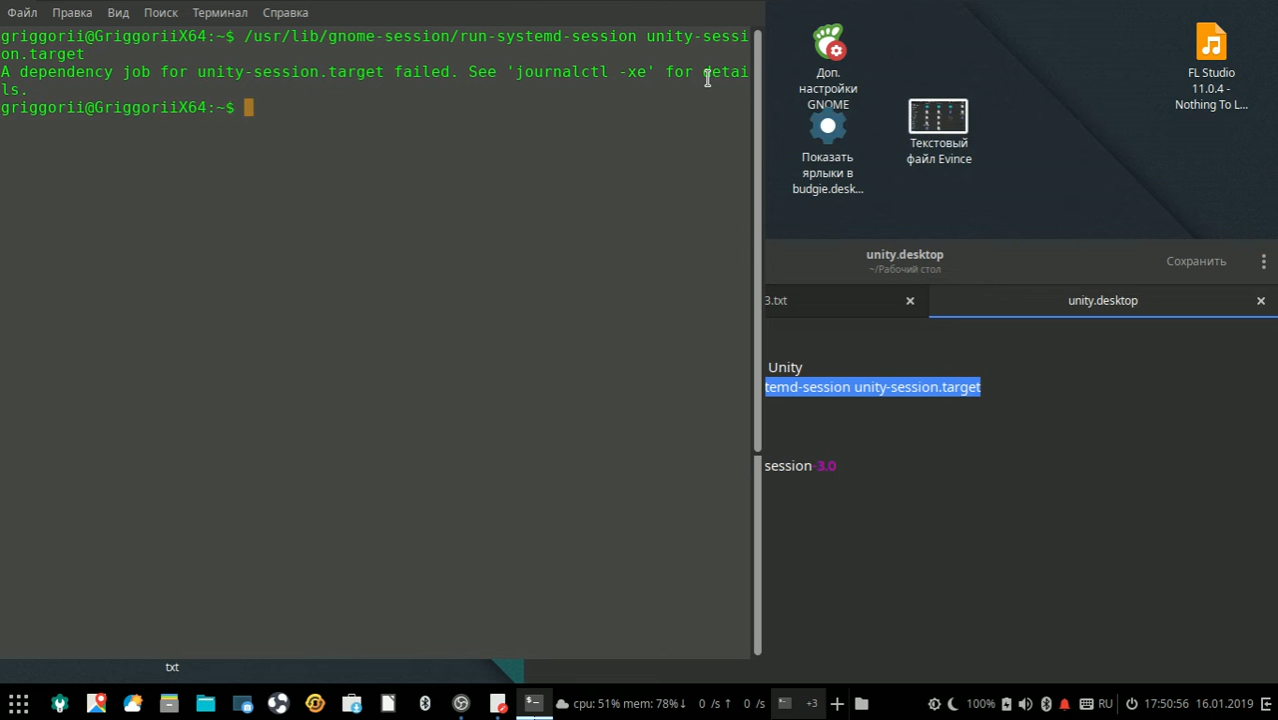 Файл Правка Вид Поиск Терминал Справка
griggorii@GriggoriiX64:~$ /usr/lib/gnome-session/run-systemd-session unity-sessi
on.target
A dependency job for unity-session.target failed. See 'journalctl -xe' for detai
ls.
griggorii@GriggoriiX64:~$
Доп.
настройки
GNOME
Показать
ярлыки в
budgie.desk...
Текстовый
файл Evince
FL Studio
11.0.4 -
Nothing To L...
unity.desktop
~/Рабочий стол
Сохранить
3.txt
unity.desktop
Unity
temd-session unity-session.target
session-3.0
txt
cpu: 51% mem: 78%↓ 0 /s ↑ 0 /s
+3
100%
RU
17:50:56 16.01.2019